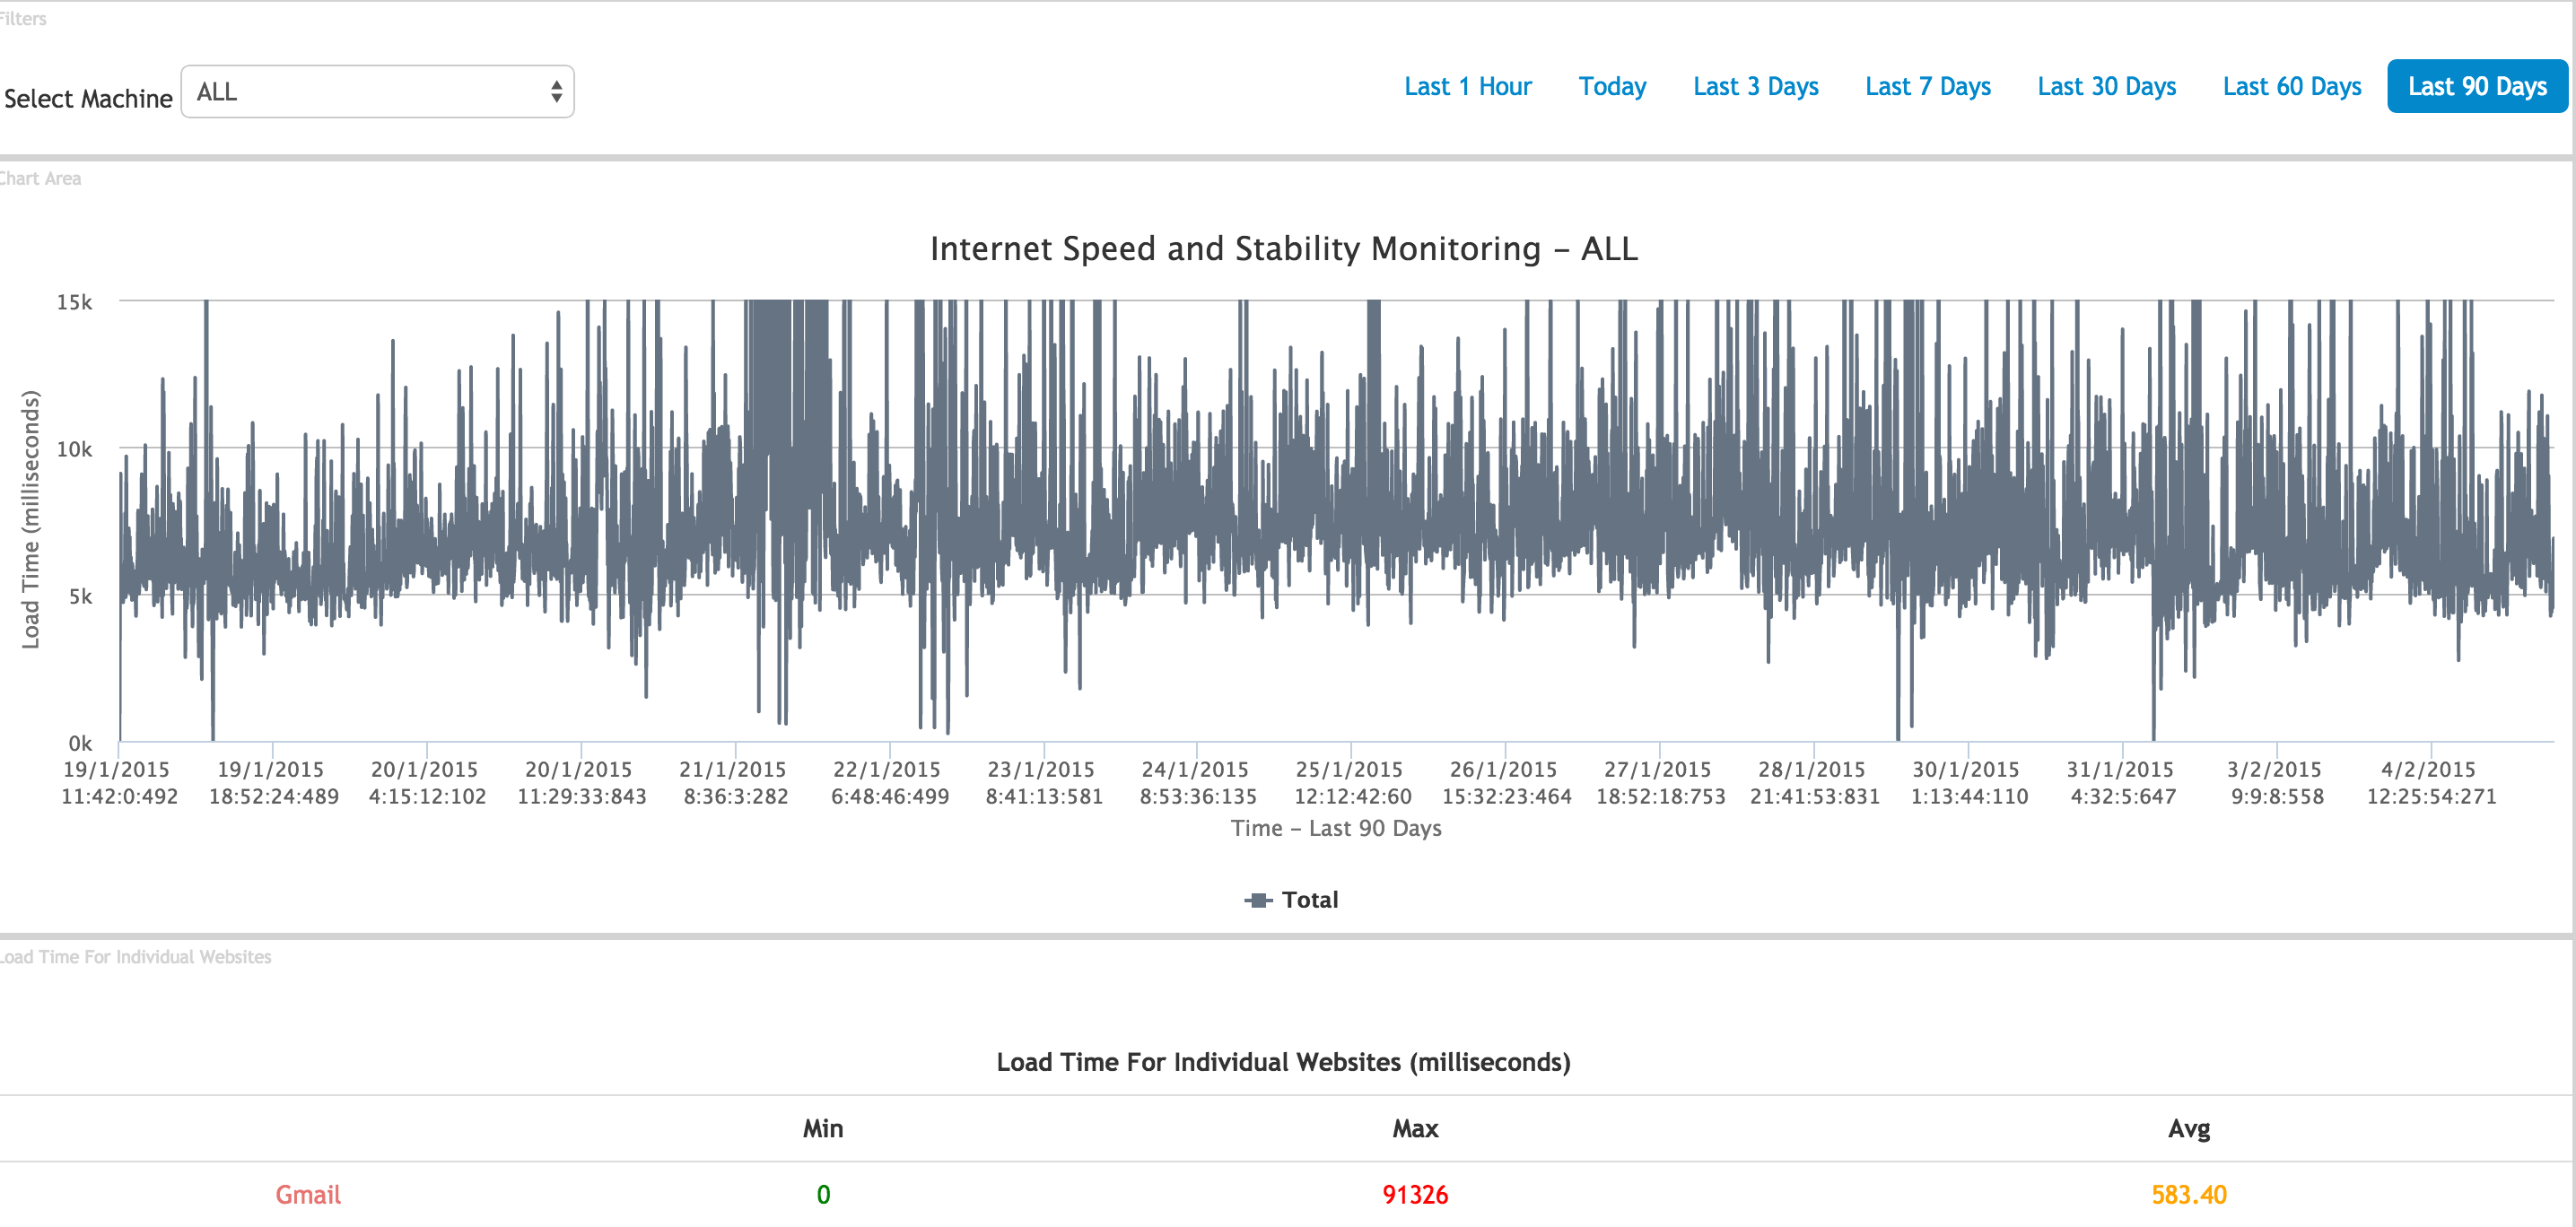 Filters
Select Machine ALL Last 1 Hour Today Last 3 Days Last 7 Days Last 30 Days Last 60 Days Last 90 Days
Chart Area
Internet Speed and Stability Monitoring – ALL
15k
10k
5k
0k
Load Time (milliseconds)
19/1/2015 19/1/2015 20/1/2015 20/1/2015 21/1/2015 22/1/2015 23/1/2015 24/1/2015 25/1/2015 26/1/2015 27/1/2015 28/1/2015 30/1/2015 31/1/2015 3/2/2015 4/2/2015
11:42:0:492 18:52:24:489 4:15:12:102 11:29:33:843 8:36:3:282 6:48:46:499 8:41:13:581 8:53:36:135 12:12:42:60 15:32:23:464 18:52:18:753 21:41:53:831 1:13:44:110 4:32:5:647 9:9:8:558 12:25:54:271
Time – Last 90 Days
Total
Load Time For Individual Websites
Load Time For Individual Websites (milliseconds)
Min Max Avg
Gmail 0 91326 583.40